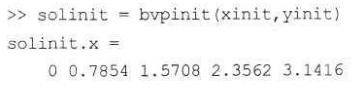 >> solinit = bvpinit(xinit,yinit)
solinit.x =
0 0.7854 1.5708 2.3562 3.1416